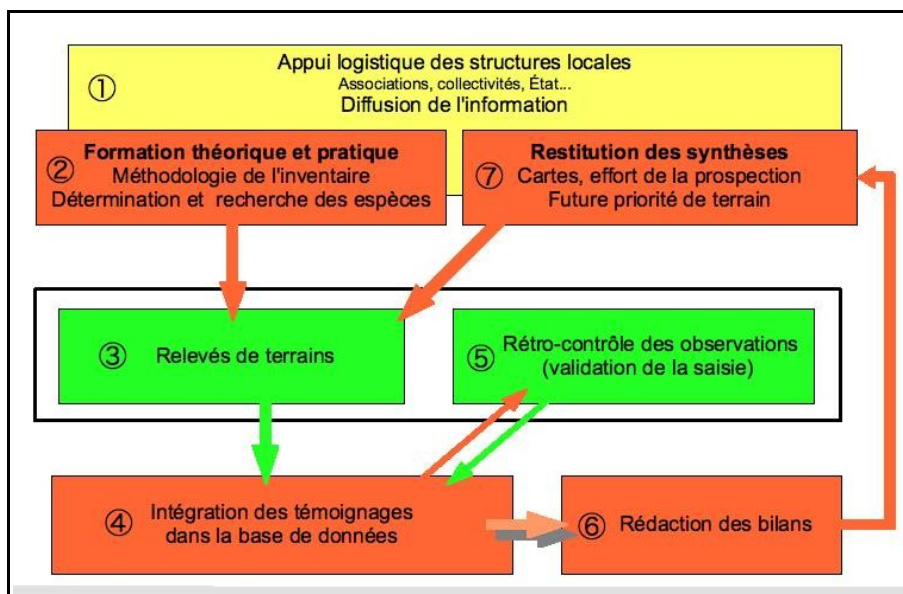 ①
Appui logistique des structures locales
Associations, collectivités, État...
Diffusion de l'information
②
Formation théorique et pratique
Méthodologie de l'inventaire
Détermination et recherche des espèces
⑦
Restitution des synthèses
Cartes, effort de la prospection
Future priorité de terrain
③ Relevés de terrains
⑤
Rétro-contrôle des observations
(validation de la saisie)
④
Intégration des témoignages
dans la base de données
⑥ Rédaction des bilans